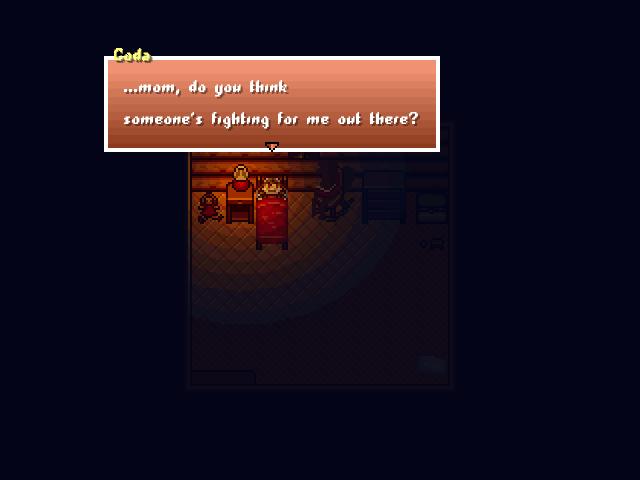 Coda
...mom, do you think
someone's fighting for me out there?